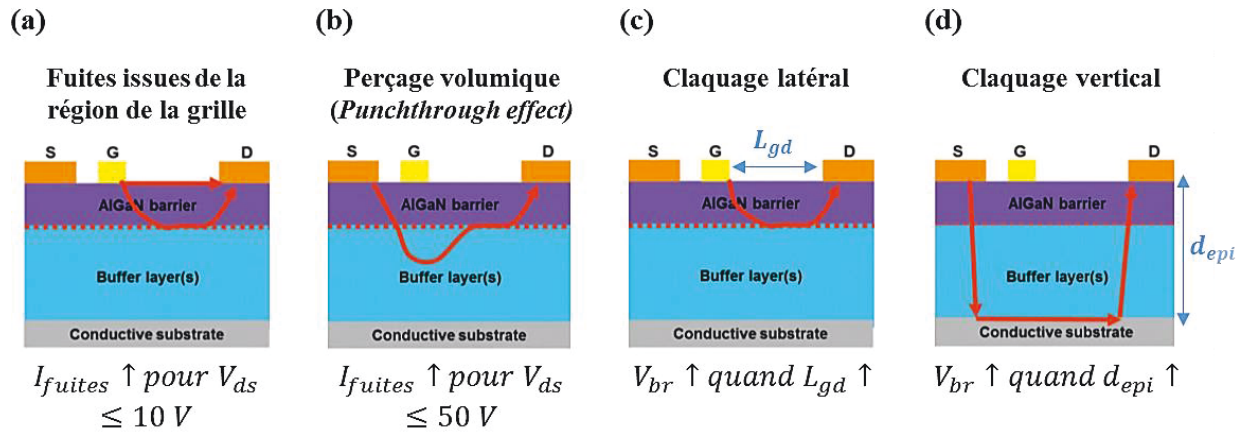 (a)
Fuites issues de la
région de la grille
S G D
AlGaN barrier
Buffer layer(s)
Conductive substrate
I_fuites ↑ pour V_ds
≤ 10 V
(b)
Perçage volumique
(Punchthrough effect)
S G D
AlGaN barrier
Buffer layer(s)
Conductive substrate
I_fuites ↑ pour V_ds
≤ 50 V
(c)
Claquage latéral
S G L_gd D
AlGaN barrier
Buffer layer(s)
Conductive substrate
V_br ↑ quand L_gd ↑
(d)
Claquage vertical
S G D
AlGaN barrier
d_epi
Buffer layer(s)
Conductive substrate
V_br ↑ quand d_epi ↑